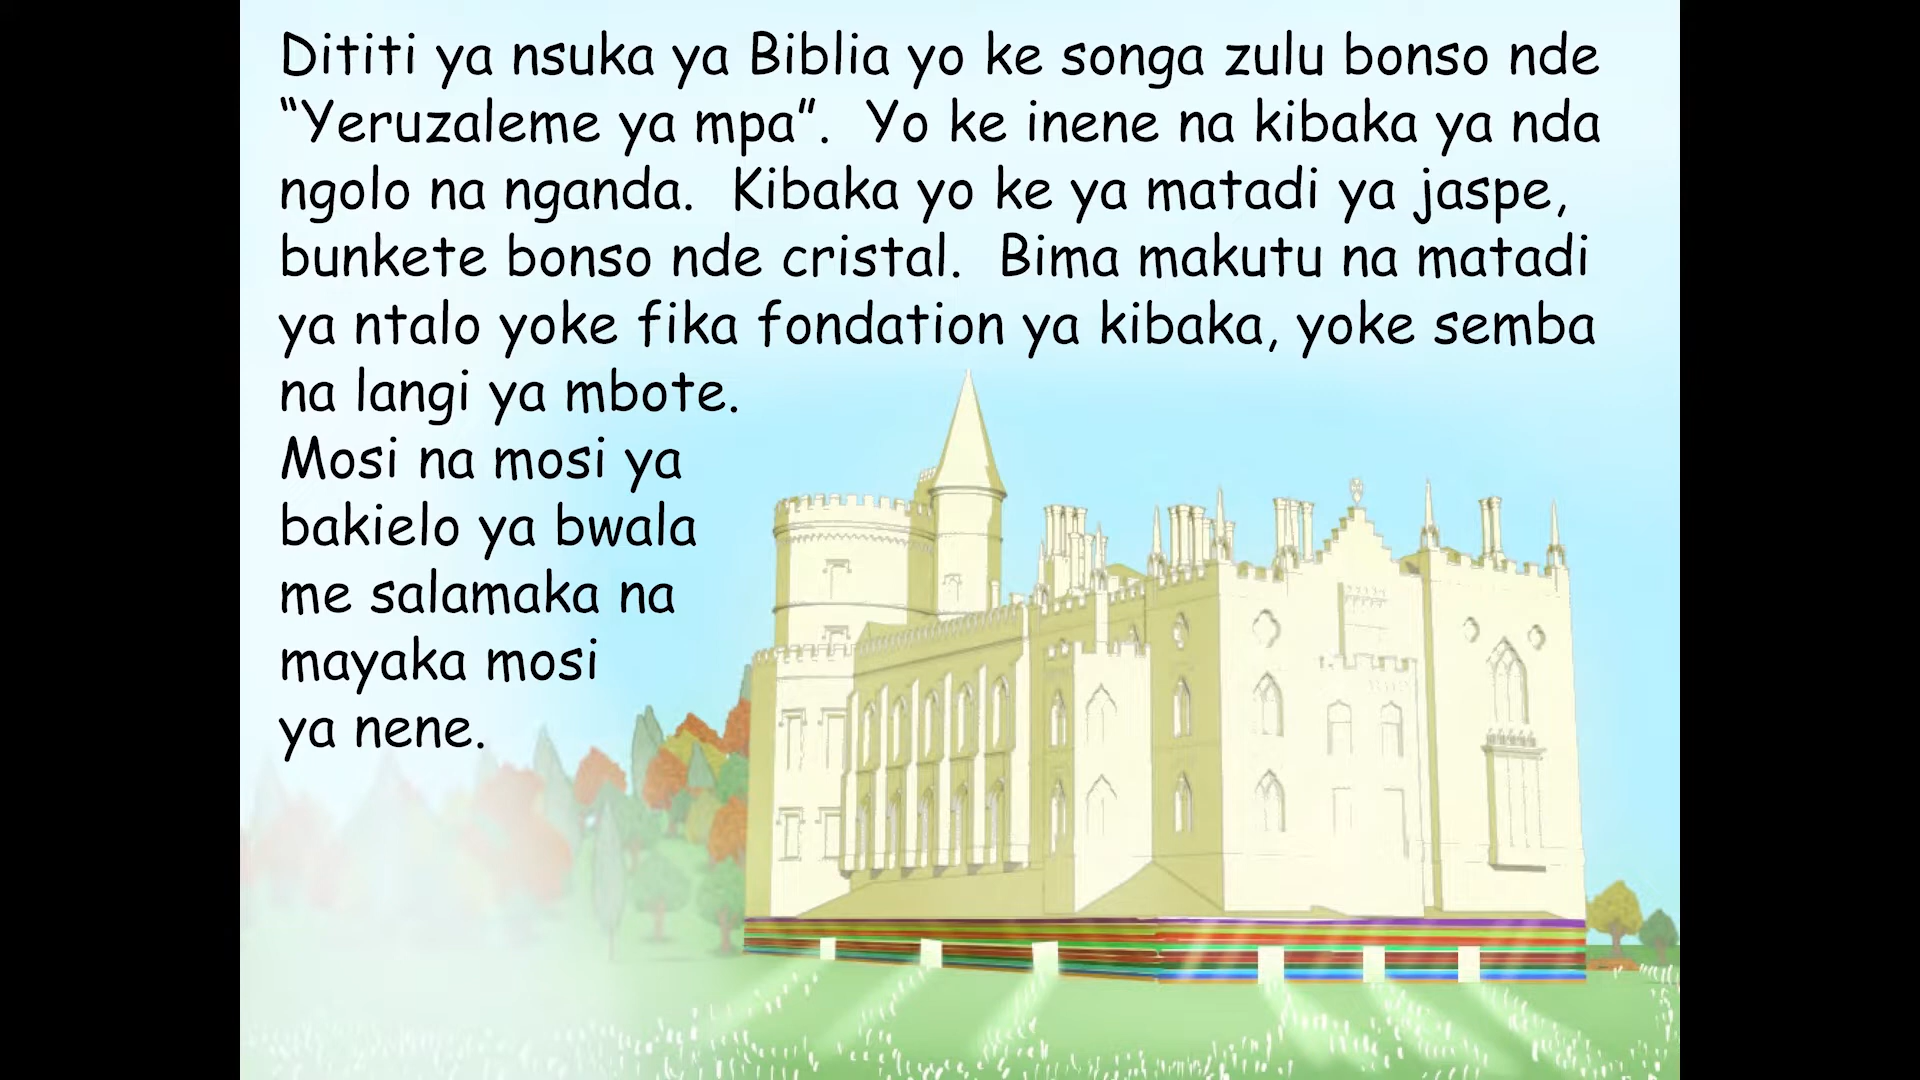 Dititi ya nsuka ya Biblia yo ke songa zulu bonso nde
“Yeruzaleme ya mpa”.  Yo ke inene na kibaka ya nda
ngolo na nganda.  Kibaka yo ke ya matadi ya jaspe,
bunkete bonso nde cristal.  Bima makutu na matadi
ya ntalo yoke fika fondation ya kibaka, yoke semba
na langi ya mbote.
Mosi na mosi ya
bakielo ya bwala
me salamaka na
mayaka mosi
ya nene.